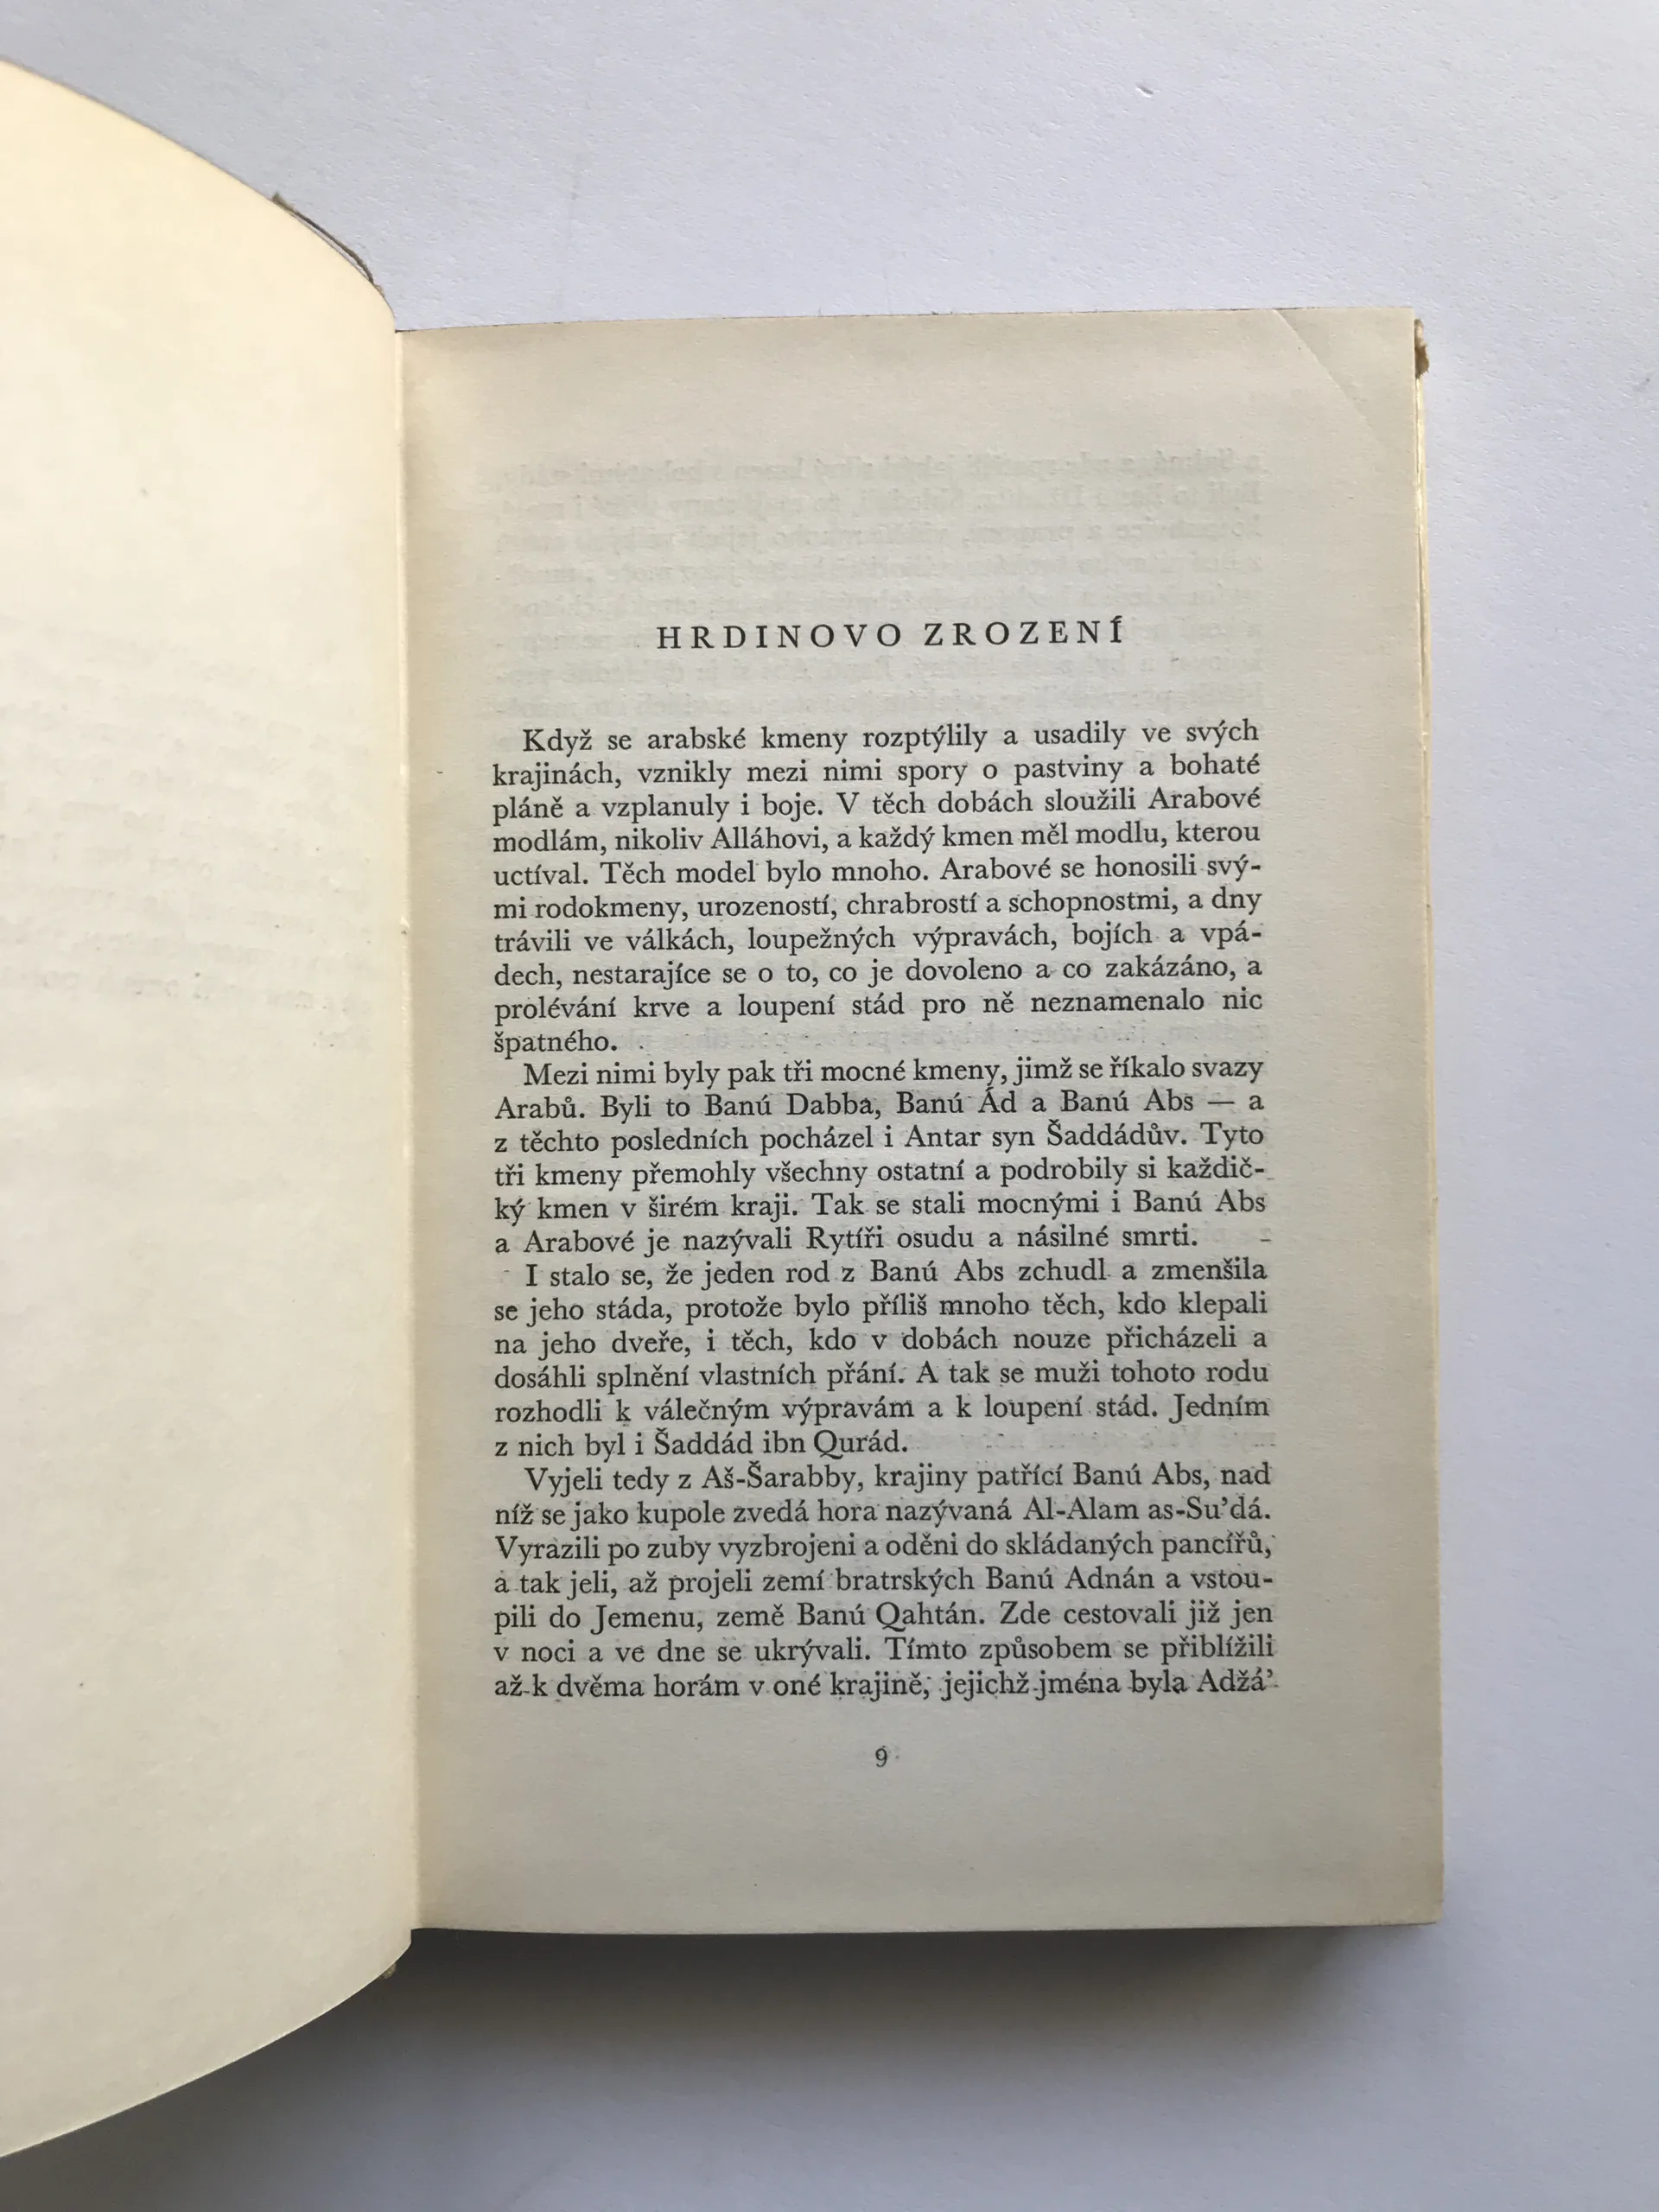 HRDINOVO ZROZENÍ
Když se arabské kmeny rozptýlily a usadily ve svých
krajinách, vznikly mezi nimi spory o pastviny a bohaté
pláně a vzplanuly i boje. V těch dobách sloužili Arabové
modlám, nikoliv Alláhovi, a každý kmen měl modlu, kterou
uctíval. Těch model bylo mnoho. Arabové se honosili svý-
mi rodokmeny, urozeností, chrabrostí a schopnostmi, a dny
trávili ve válkách, loupežných výpravách, bojích a vpá-
dech, nestarajíce se o to, co je dovoleno a co zakázáno, a
prolévání krve a loupení stád pro ně neznamenalo nic
špatného.
Mezi nimi byly pak tři mocné kmeny, jimž se říkalo svazy
Arabů. Byli to Banú Dabba, Banú Ád a Banú Abs — a
z těchto posledních pocházel i Antar syn Šaddádův. Tyto
tři kmeny přemohly všechny ostatní a podrobily si každič-
ký kmen v širém kraji. Tak se stali mocnými i Banú Abs
a Arabové je nazývali Rytíři osudu a násilné smrti.
I stalo se, že jeden rod z Banú Abs zchudl a zmenšila
se jeho stáda, protože bylo příliš mnoho těch, kdo klepali
na jeho dveře, i těch, kdo v dobách nouze přicházeli a
dosáhli splnění vlastních přání. A tak se muži tohoto rodu
rozhodli k válečným výpravám a k loupení stád. Jedním
z nich byl i Šaddád ibn Qurád.
Vyjeli tedy z Aš-Šarabby, krajiny patřící Banú Abs, nad
níž se jako kupole zvedá hora nazývaná Al-Alam as-Su’dá.
Vyrazili po zuby vyzbrojeni a oděni do skládaných pancířů,
a tak jeli, až projeli zemí bratrských Banú Adnán a vstou-
pili do Jemenu, země Banú Qahtán. Zde cestovali již jen
v noci a ve dne se ukrývali. Tímto způsobem se přiblížili
až k dvěma horám v oné krajině, jejichž jména byla Adžá’
9